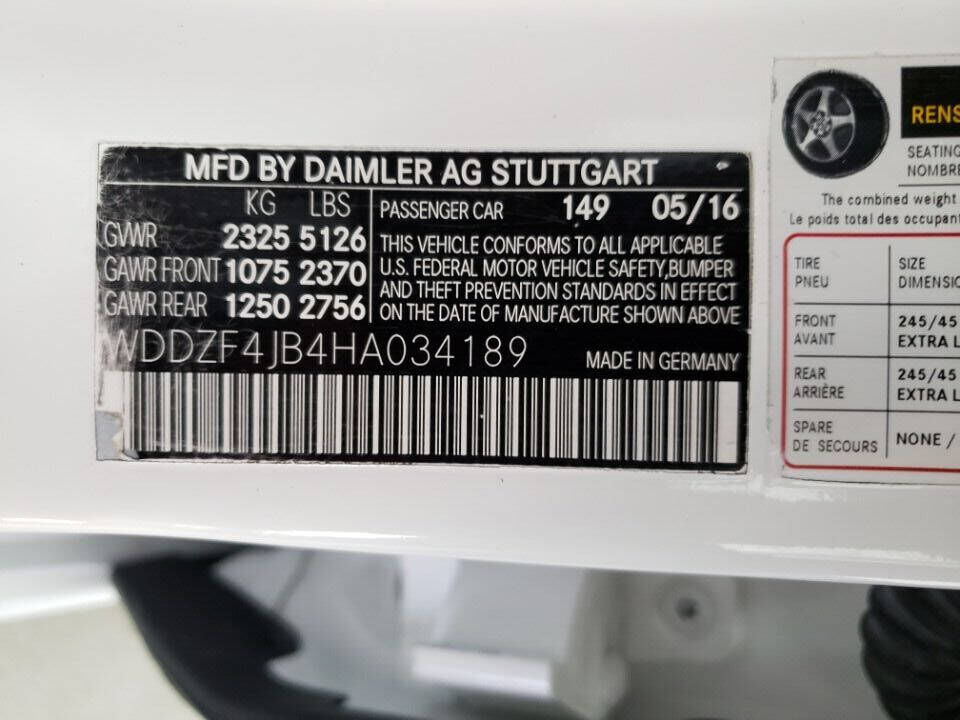 MFD BY DAIMLER AG STUTTGART
KG LBS
GVWR 2325 5126
GAWR FRONT 1075 2370
GAWR REAR 1250 2756
PASSENGER CAR 149 05/16
THIS VEHICLE CONFORMS TO ALL APPLICABLE
U.S. FEDERAL MOTOR VEHICLE SAFETY,BUMPER
AND THEFT PREVENTION STANDARDS IN EFFECT
ON THE DATE OF MANUFACTURE SHOWN ABOVE
WDDZF4JB4HA034189
MADE IN GERMANY
RENS
SEATING
NOMBRE
The combined weight
Le poids total des occupant
TIRE SIZE
PNEU DIMENSIO
FRONT 245/45
AVANT EXTRA L
REAR 245/45
ARRIÈRE EXTRA L
SPARE
DE SECOURS NONE /